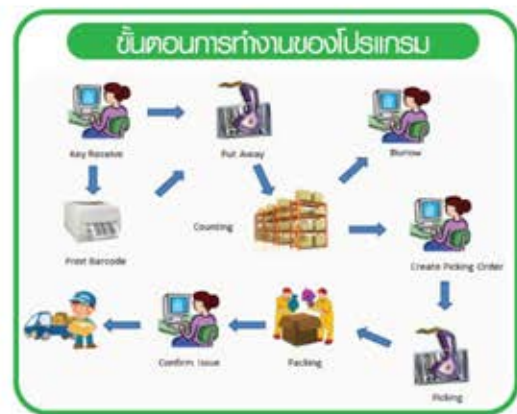 ขั้นตอนการทำงานของโปรแกรม
Key Receive
Put Away
Burrow
Print Barcode
Counting
Create Picking Order
Confirm Issue
Packing
Picking